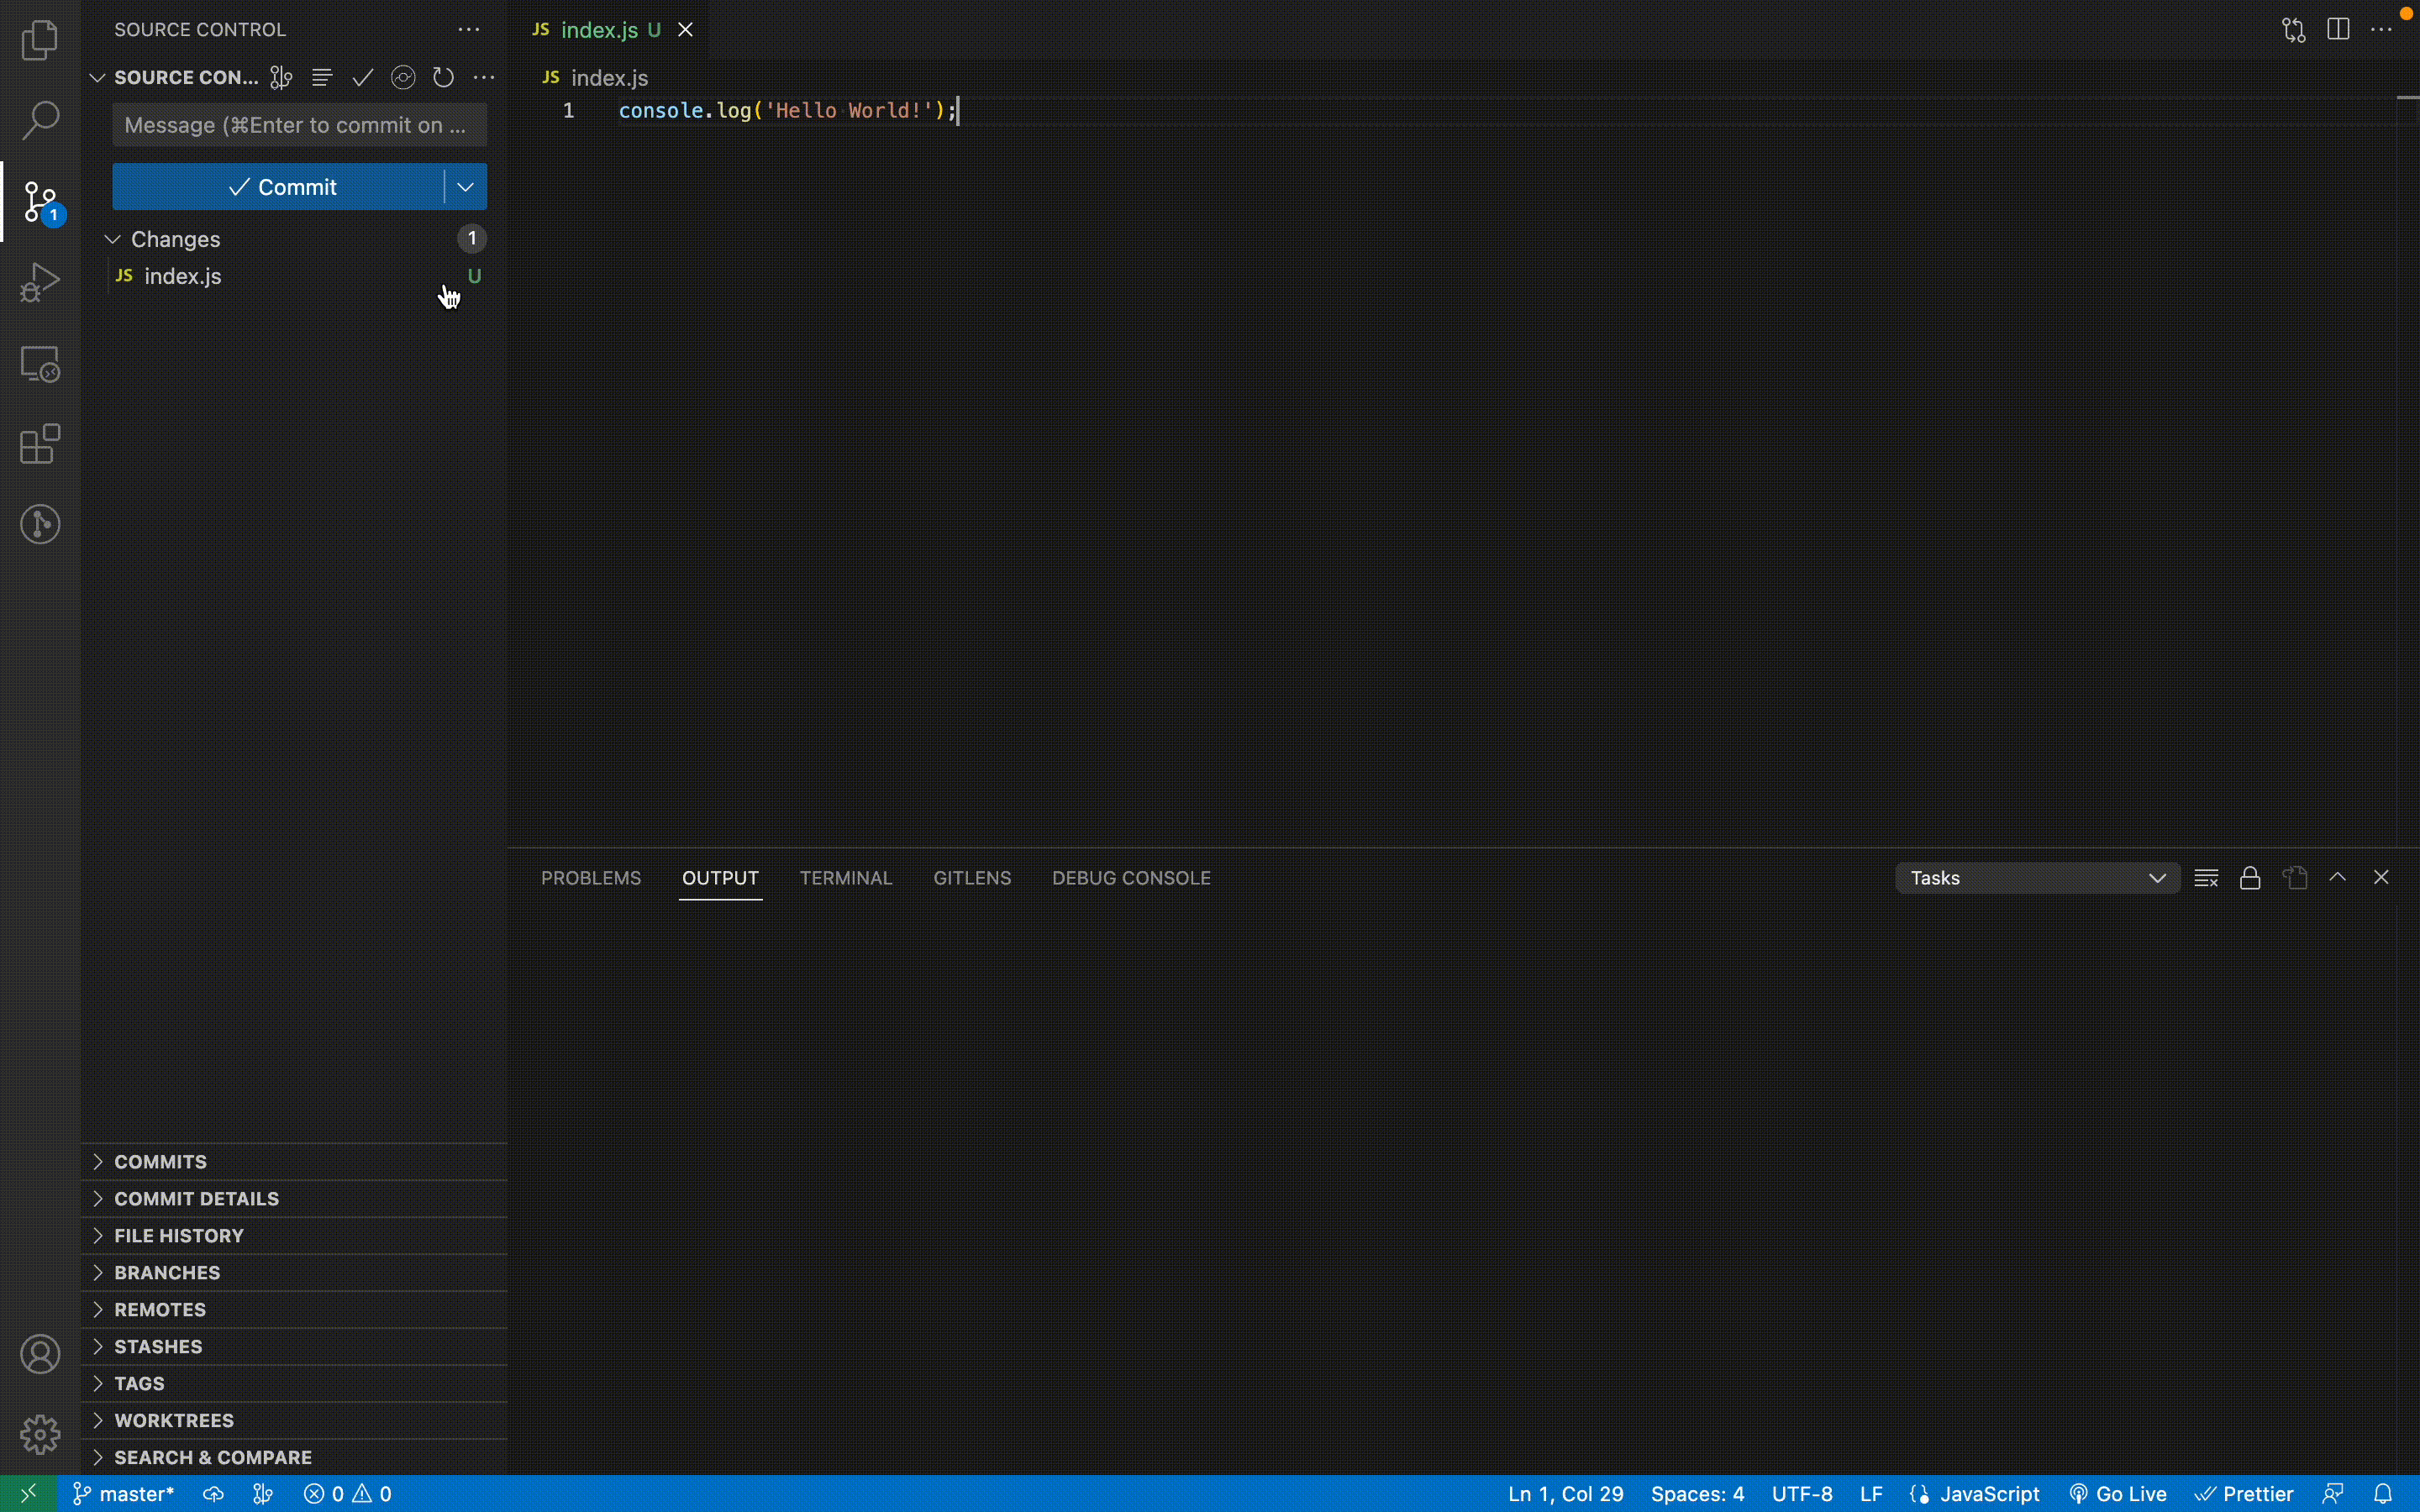 SOURCE CONTROL
SOURCE CON...
Message (⌘Enter to commit on ...
Commit
Changes 1
JS index.js U
1
COMMITS
COMMIT DETAILS
FILE HISTORY
BRANCHES
REMOTES
STASHES
TAGS
WORKTREES
SEARCH & COMPARE
JS index.js U
JS index.js
1 console.log('Hello World!');
PROBLEMS OUTPUT TERMINAL GITLENS DEBUG CONSOLE Tasks
master* 0 0 Ln 1, Col 29 Spaces: 4 UTF-8 LF JavaScript Go Live Prettier